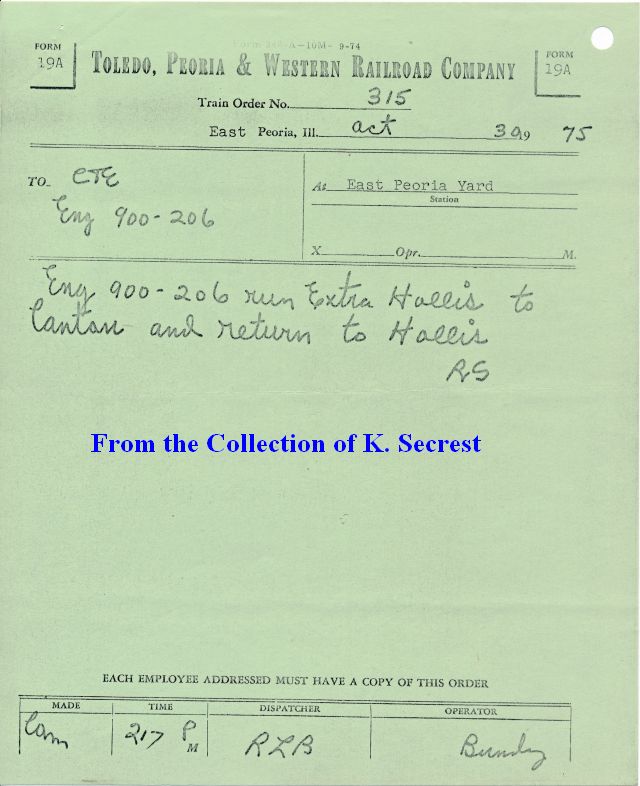 9-74
FORM
19A
TOLEDO, PEORIA & WESTERN RAILROAD COMPANY
FORM
19A
Train Order No. 315
East Peoria, Ill. Oct 30 19 75
TO C&E
Eng 900-206
At East Peoria Yard
Station
X Opr. M.
Eng 900-206 run Extra Hollis to
Canton and return to Hollis
From the Collection of K. Secrest
EACH EMPLOYEE ADDRESSED MUST HAVE A COPY OF THIS ORDER
MADE TIME DISPATCHER OPERATOR
Com 217 P M RLB